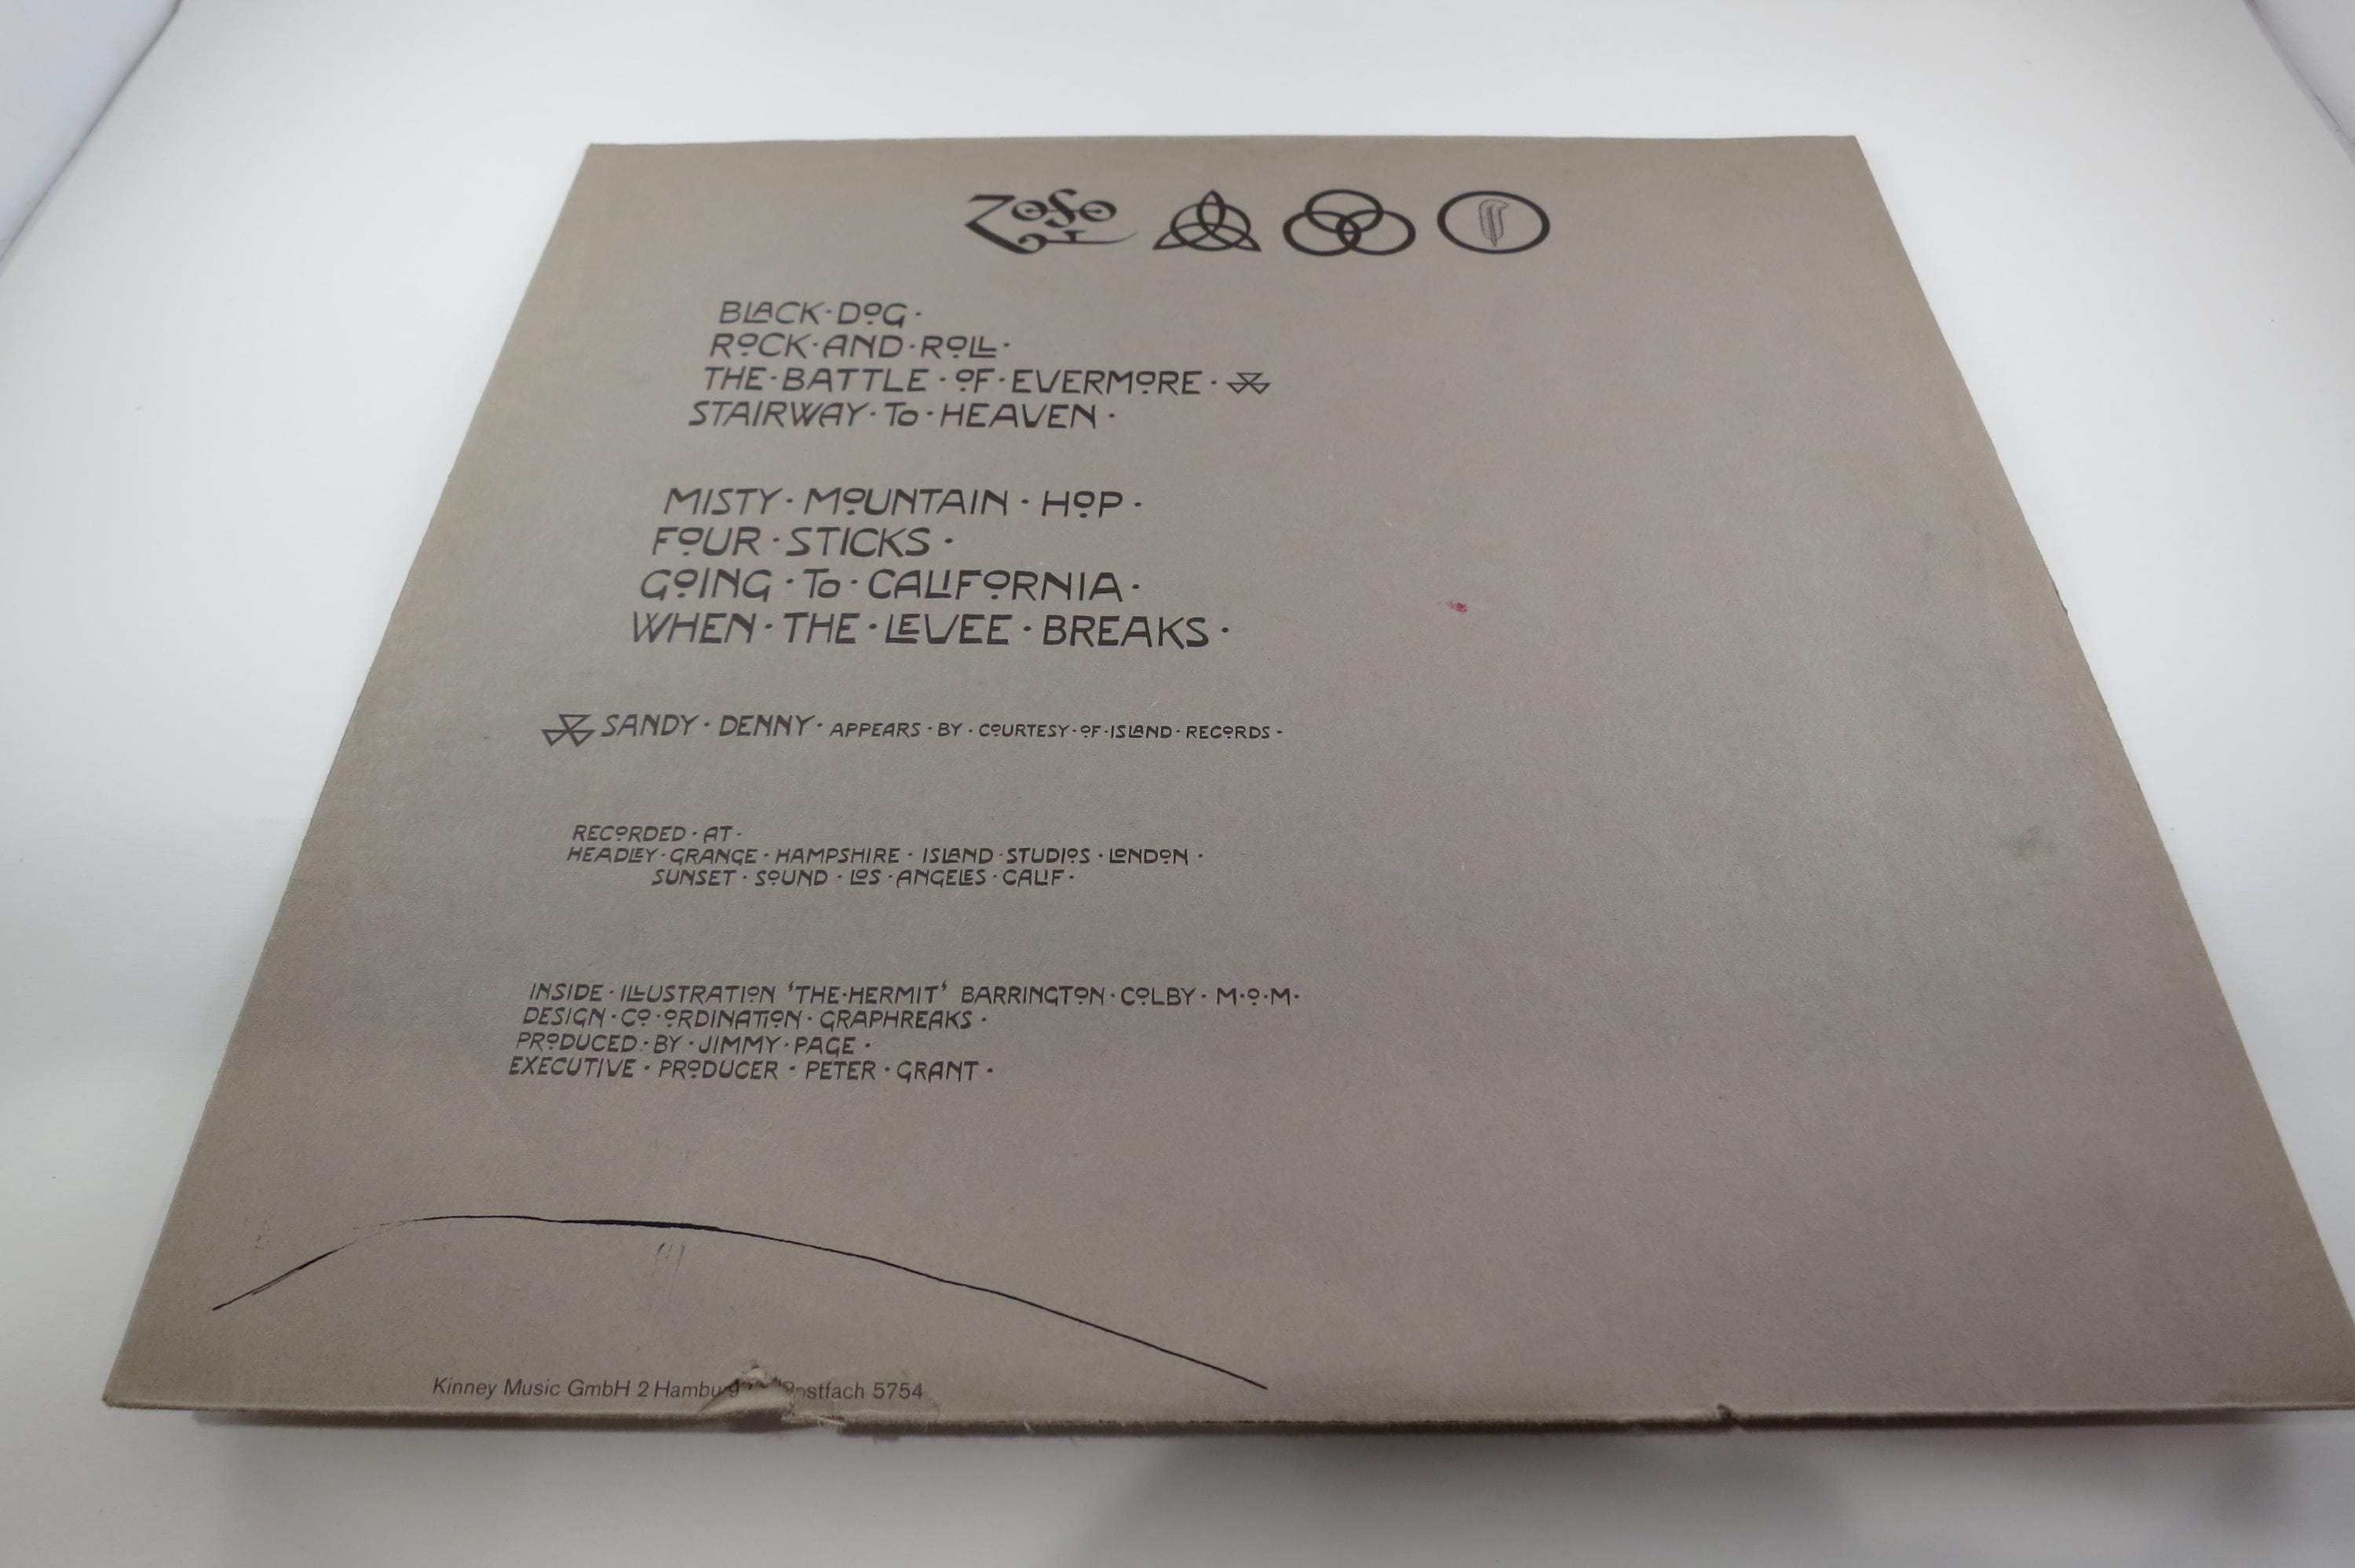 ZOSO
BLACK·DOG·
ROCK·AND·ROLL·
THE·BATTLE·OF·EVERMORE·
STAIRWAY·TO·HEAVEN·
MISTY·MOUNTAIN·HOP·
FOUR·STICKS·
GOING·TO·CALIFORNIA·
WHEN·THE·LEVEE·BREAKS·
SANDY·DENNY·APPEARS·BY·COURTESY·OF·ISLAND·RECORDS·
RECORDED·AT·
HEADLEY·GRANGE·HAMPSHIRE·ISLAND·STUDIOS·LONDON·
SUNSET·SOUND·LOS·ANGELES·CALIF·
INSIDE·ILLUSTRATION 'THE·HERMIT' BARRINGTON·COLBY·M·O·M·
DESIGN·CO·ORDINATION·GRAPHREAKS·
PRODUCED·BY·JIMMY·PAGE·
EXECUTIVE·PRODUCER·PETER·GRANT·
Kinney Music GmbH 2 Hamburg Postfach 5754